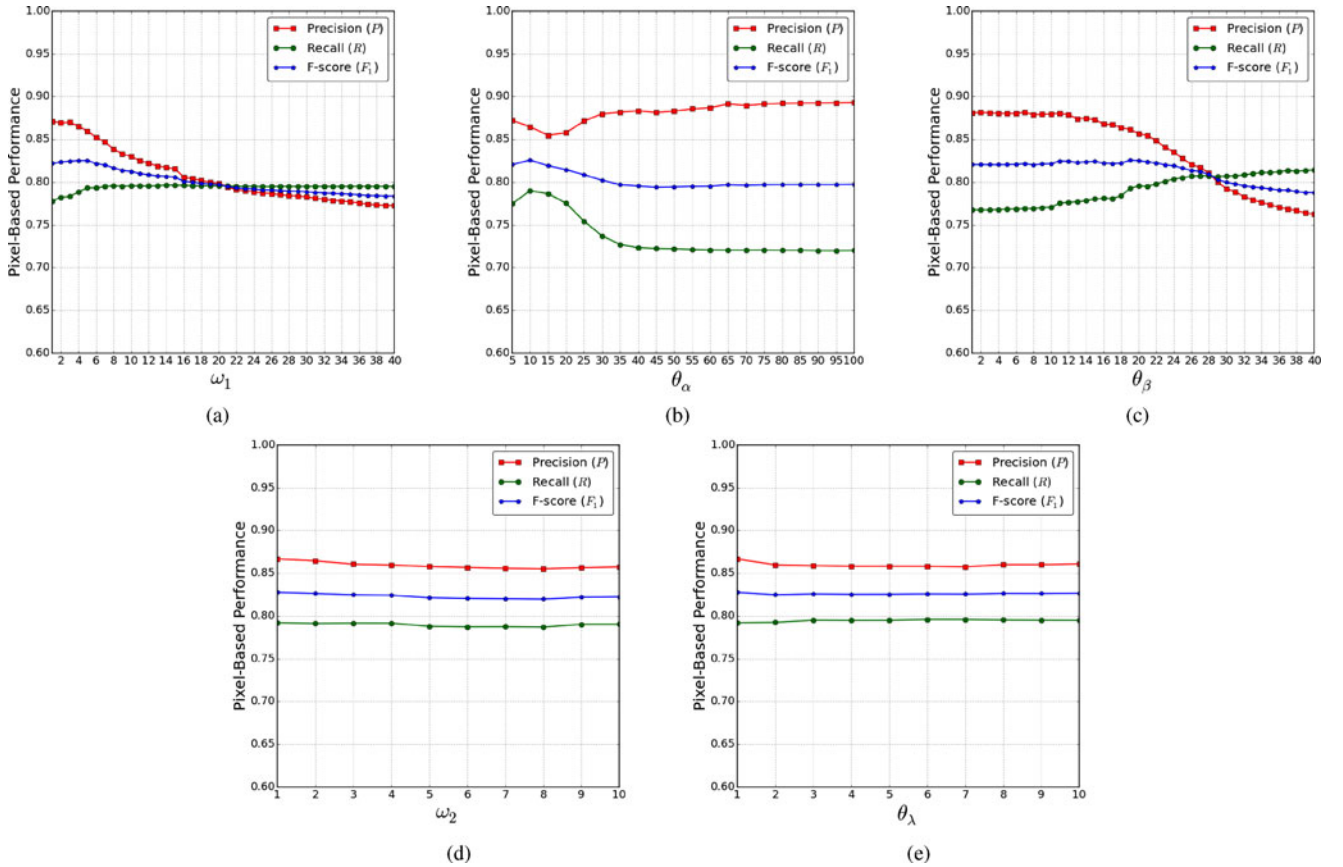 1.00
0.95
0.90
0.85
0.80
0.75
0.70
0.65
0.60
Pixel-Based Performance
Precision (P)
Recall (R)
F-score (F₁)
2 4 6 8 10 12 14 16 18 20 22 24 26 28 30 32 34 36 38 40
ω₁
(a)
1.00
0.95
0.90
0.85
0.80
0.75
0.70
0.65
0.60
Pixel-Based Performance
Precision (P)
Recall (R)
F-score (F₁)
5 10 15 20 25 30 35 40 45 50 55 60 65 70 75 80 85 90 95 100
θα
(b)
1.00
0.95
0.90
0.85
0.80
0.75
0.70
0.65
0.60
Pixel-Based Performance
Precision (P)
Recall (R)
F-score (F₁)
2 4 6 8 10 12 14 16 18 20 22 24 26 28 30 32 34 36 38 40
θβ
(c)
1.00
0.95
0.90
0.85
0.80
0.75
0.70
0.65
0.60
Pixel-Based Performance
Precision (P)
Recall (R)
F-score (F₁)
1 2 3 4 5 6 7 8 9 10
ω₂
(d)
1.00
0.95
0.90
0.85
0.80
0.75
0.70
0.65
0.60
Pixel-Based Performance
Precision (P)
Recall (R)
F-score (F₁)
1 2 3 4 5 6 7 8 9 10
θλ
(e)